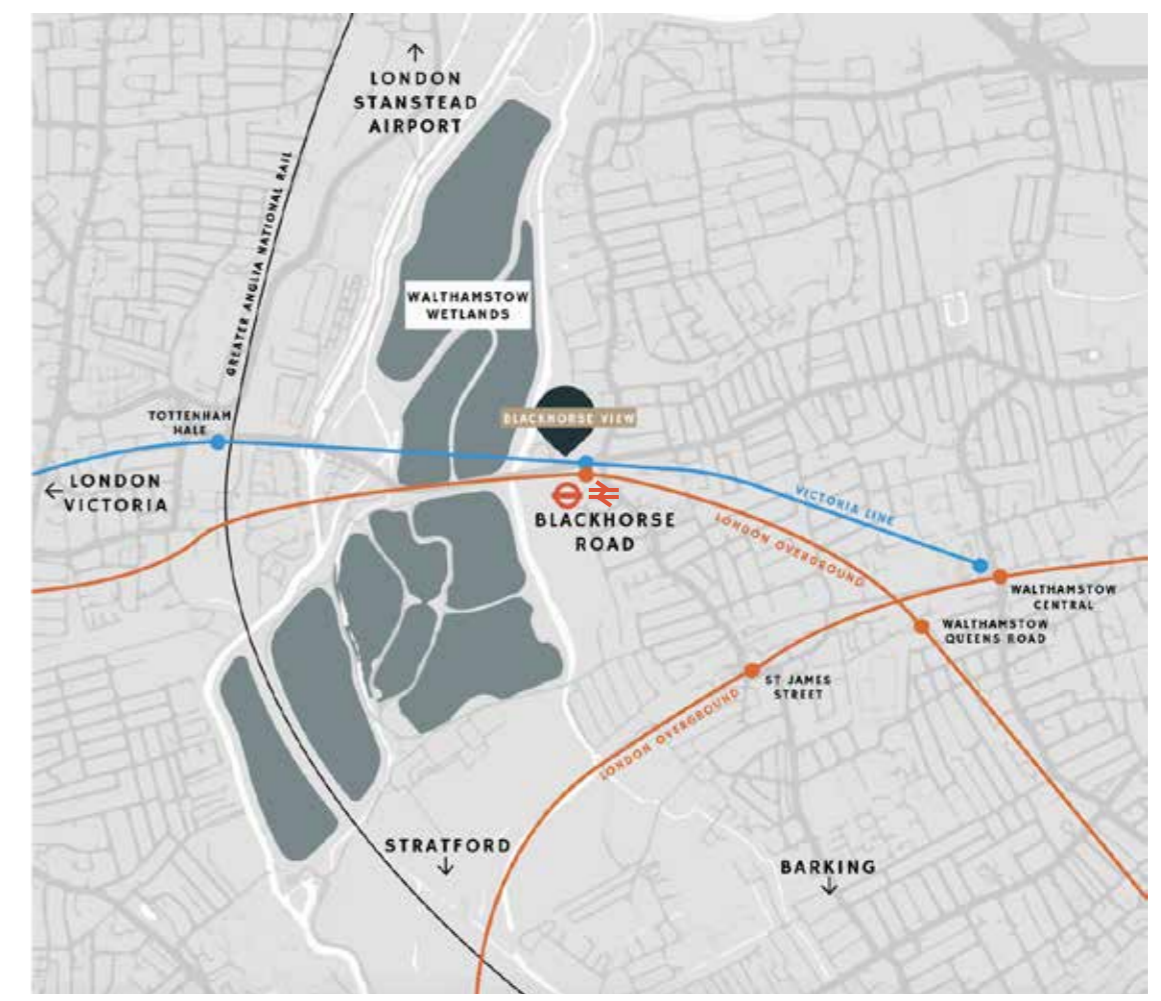 LONDON
STANSTEAD
AIRPORT
GREATER ANGLIA NATIONAL RAIL
WALTHAMSTOW
WETLANDS
TOTTENHAM
HALE
BLACKHORSE VIEW
LONDON
VICTORIA
BLACKHORSE
ROAD
VICTORIA LINE
LONDON OVERGROUND
WALTHAMSTOW
CENTRAL
WALTHAMSTOW
QUEENS ROAD
ST JAMES
STREET
LONDON OVERGROUND
STRATFORD
BARKING